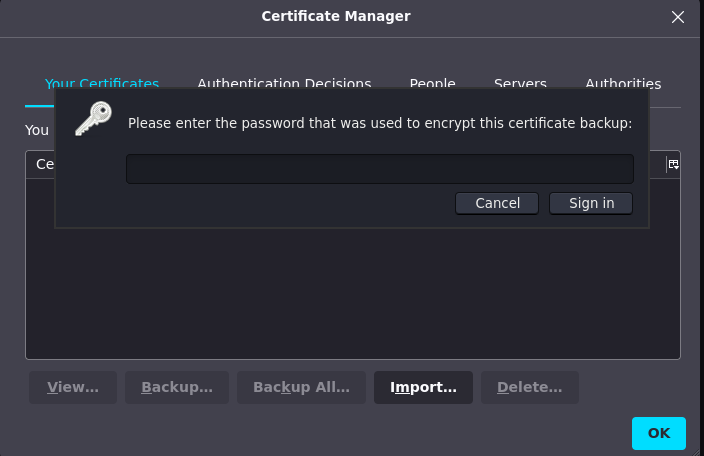 Certificate Manager
Your Certificates Authentication Decisions People Servers Authorities
Please enter the password that was used to encrypt this certificate backup:
You
Ce
Cancel Sign in
View... Backup... Backup All... Import... Delete...
OK